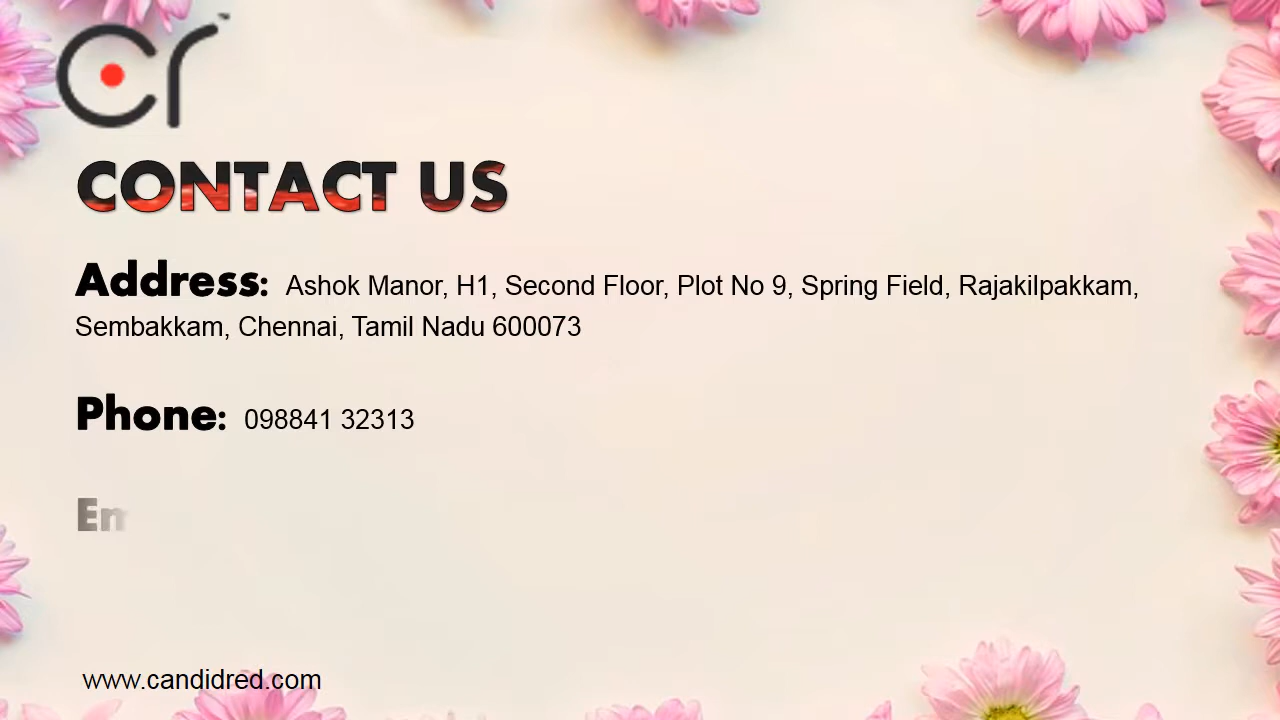 cr
CONTACT US
Address: Ashok Manor, H1, Second Floor, Plot No 9, Spring Field, Rajakilpakkam,
Sembakkam, Chennai, Tamil Nadu 600073
Phone: 098841 32313
www.candidred.com